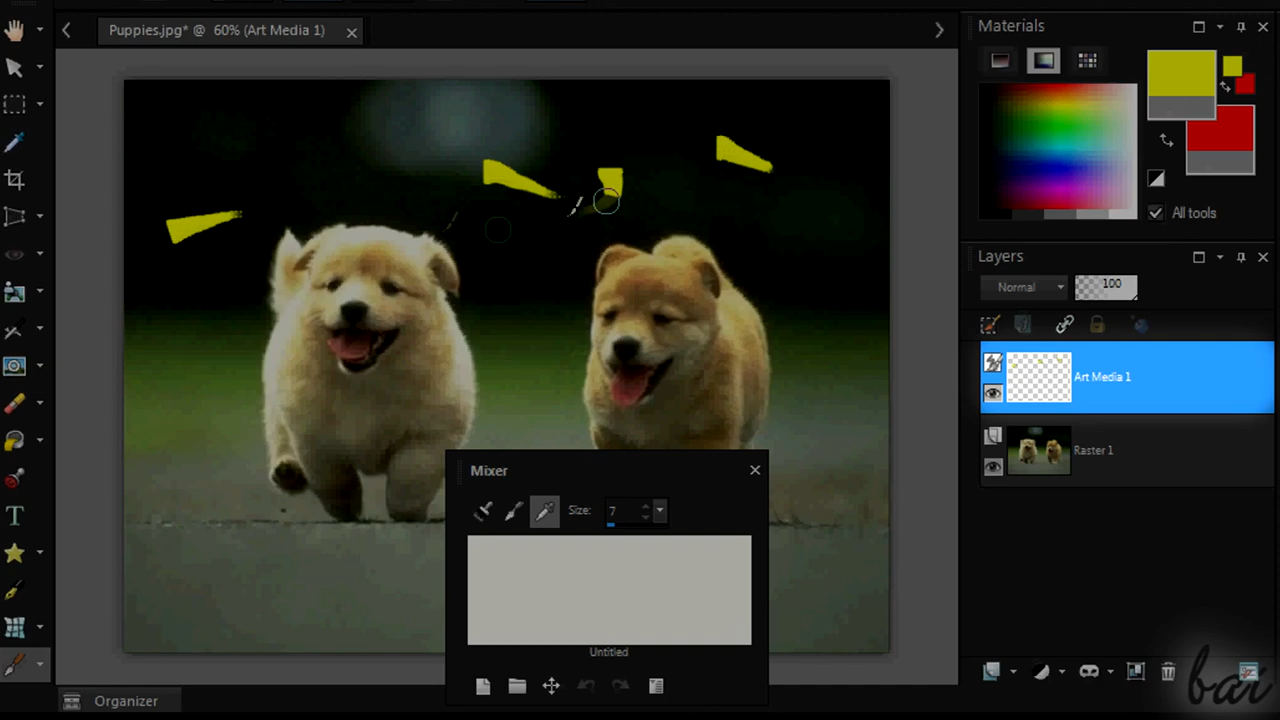 Puppies.jpg* @ 60% (Art Media 1)
Materials
All tools
Layers
Normal
100
Art Media 1
Raster 1
Mixer
Size: 7
Untitled
Organizer
bai